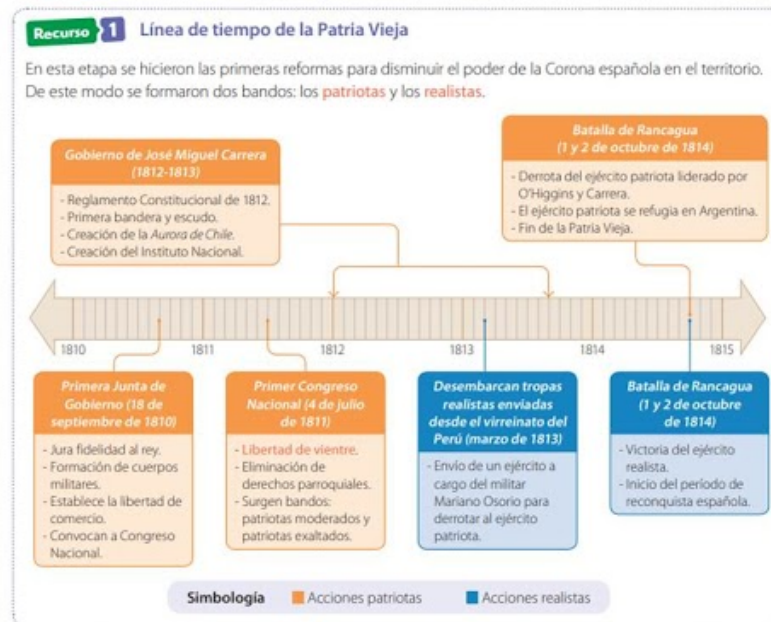 Recurso 1 Línea de tiempo de la Patria Vieja
En esta etapa se hicieron las primeras reformas para disminuir el poder de la Corona española en el territorio.
De este modo se formaron dos bandos: los patriotas y los realistas.
Gobierno de José Miguel Carrera
(1812-1813)
- Reglamento Constitucional de 1812.
- Primera bandera y escudo.
- Creación de la Aurora de Chile.
- Creación del Instituto Nacional.
Batalla de Rancagua
(1 y 2 de octubre de 1814)
- Derrota del ejército patriota liderado por
O'Higgins y Carrera.
- El ejército patriota se refugia en Argentina.
- Fin de la Patria Vieja.
1810 1811 1812 1813 1814 1815
Primera Junta de
Gobierno (18 de
septiembre de 1810)
- Jura fidelidad al rey.
- Formación de cuerpos
militares.
- Establece la libertad de
comercio.
- Convocan a Congreso
Nacional.
Primer Congreso
Nacional (4 de julio
de 1811)
- Libertad de vientre.
- Eliminación de
derechos parroquiales.
- Surgen bandos:
patriotas moderados y
patriotas exaltados.
Desembarcan tropas
realistas enviadas
desde el virreinato del
Perú (marzo de 1813)
- Envío de un ejército a
cargo del militar
Mariano Osorio para
derrotar al ejército
patriota.
Batalla de Rancagua
(1 y 2 de octubre
de 1814)
- Victoria del ejército
realista.
- Inicio del período de
reconquista española.
Simbología Acciones patriotas Acciones realistas